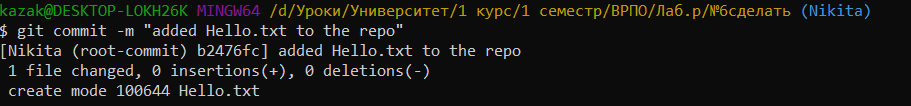 kazak@DESKTOP-LOKH26K MINGW64 /d/Уроки/Университет/1 курс/1 семестр/ВРПО/Лаб.р/№6сделать (Nikita)
$ git commit -m "added Hello.txt to the repo"
[Nikita (root-commit) b2476fc] added Hello.txt to the repo
 1 file changed, 0 insertions(+), 0 deletions(-)
 create mode 100644 Hello.txt